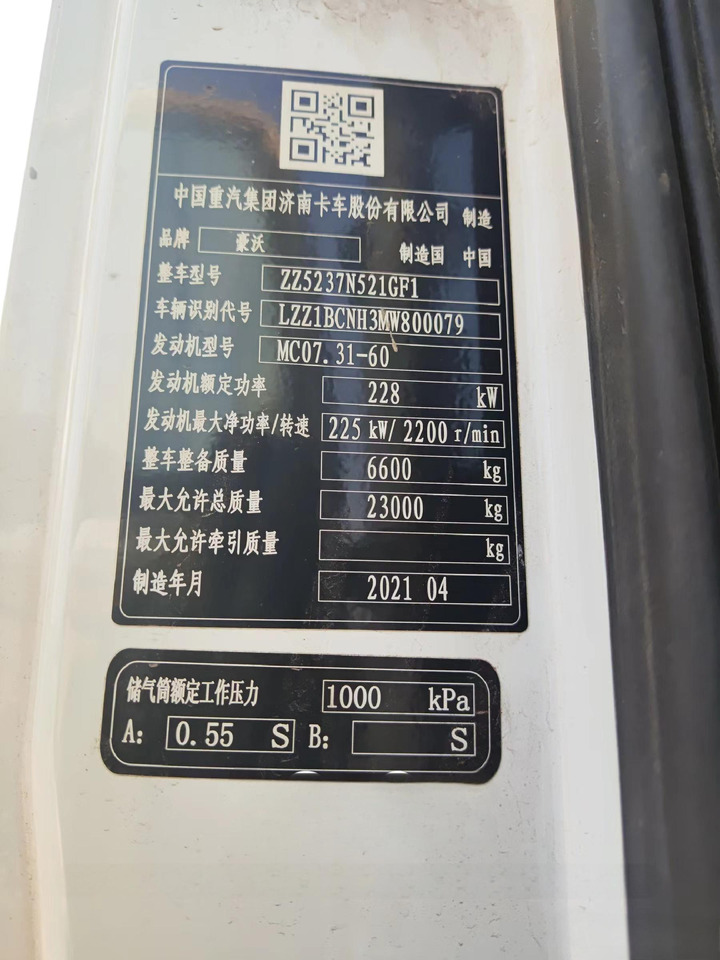 中国重汽集团济南卡车股份有限公司 制造
品牌 豪沃 制造国 中国
整车型号 ZZ5237N521GF1
车辆识别代号 LZZ1BCNH3MW800079
发动机型号 MC07.31-60
发动机额定功率 228 kW
发动机最大净功率/转速 225 kW/ 2200 r/min
整车整备质量 6600 kg
最大允许总质量 23000 kg
最大允许牵引质量 kg
制造年月 2021 04
储气筒额定工作压力 1000 kPa
A: 0.55 S B: S